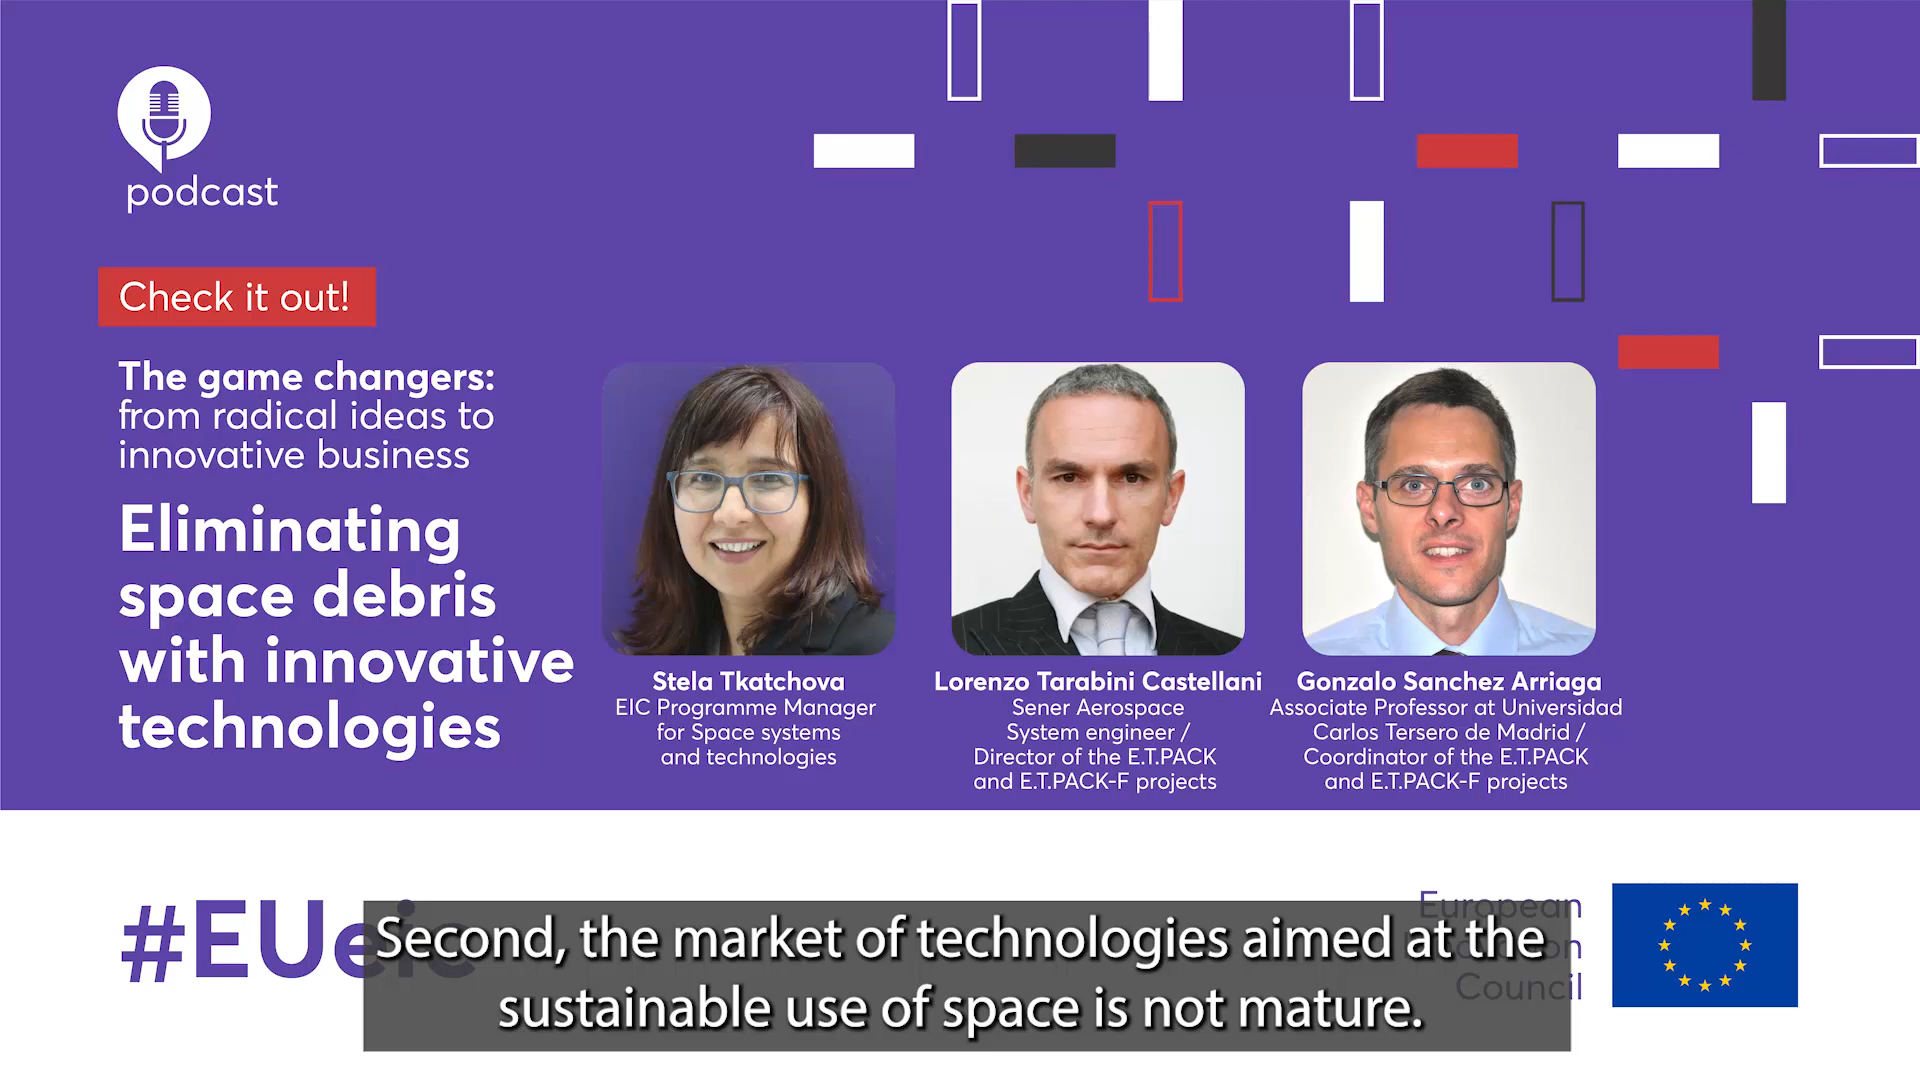 podcast
Check it out!
The game changers:
from radical ideas to
innovative business
Eliminating
space debris
with innovative
technologies
Stela Tkatchova
EIC Programme Manager
for Space systems
and technologies
Lorenzo Tarabini Castellani
Sener Aerospace
System engineer /
Director of the E.T.PACK
and E.T.PACK-F projects
Gonzalo Sanchez Arriaga
Associate Professor at Universidad
Carlos Tersero de Madrid /
Coordinator of the E.T.PACK
and E.T.PACK-F projects
#EUeic
European
Council
Second, the market of technologies aimed at the
sustainable use of space is not mature.